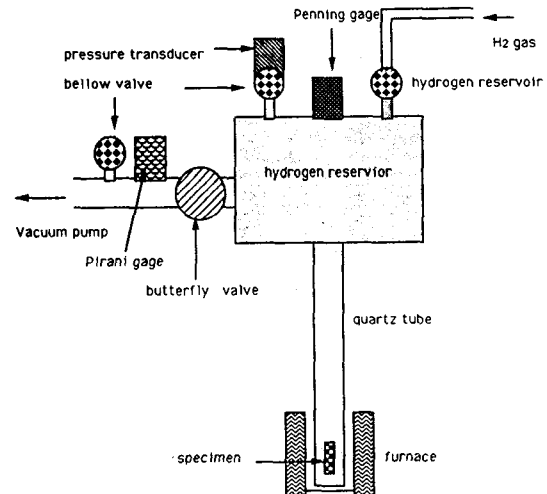 Penning gage
H2 gas
pressure transducer
bellow valve
hydrogen reservoir
hydrogen reservior
Vacuum pump
Pirani gage
butterfly valve
quartz tube
specimen
furnace